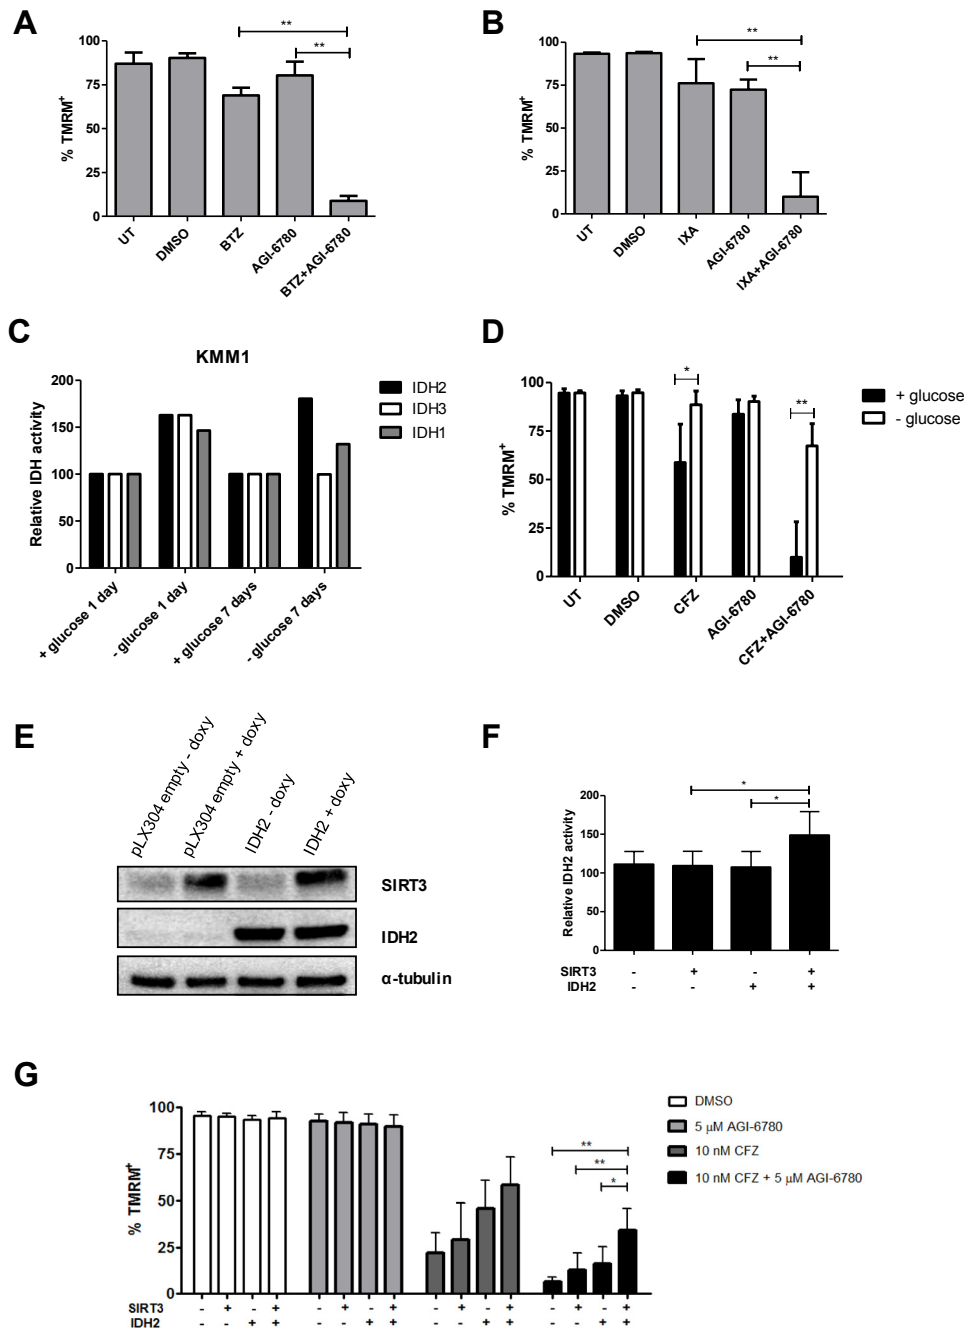 A
% TMRM+
100
75
50
25
0
**
**
UT
DMSO
BTZ
AGI-6780
BTZ+AGI-6780
B
% TMRM+
100
75
50
25
0
**
**
UT
DMSO
IXA
AGI-6780
IXA+AGI-6780
C
KMM1
Relative IDH activity
200
150
100
50
0
+ glucose 1 day
- glucose 1 day
+ glucose 7 days
- glucose 7 days
IDH2
IDH3
IDH1
D
% TMRM+
100
75
50
25
0
*
**
UT
DMSO
CFZ
AGI-6780
CFZ+AGI-6780
+ glucose
- glucose
E
pLX304 empty - doxy
pLX304 empty + doxy
IDH2 - doxy
IDH2 + doxy
SIRT3
IDH2
α-tubulin
F
Relative IDH2 activity
200
150
100
50
0
*
*
SIRT3 - + - +
IDH2 - - + +
G
% TMRM+
100
75
50
25
0
**
**
*
SIRT3 - + - + - + - + - + - + - + - +
IDH2 - - + + - - + + - - + + - - + +
DMSO
5 µM AGI-6780
10 nM CFZ
10 nM CFZ + 5 µM AGI-6780